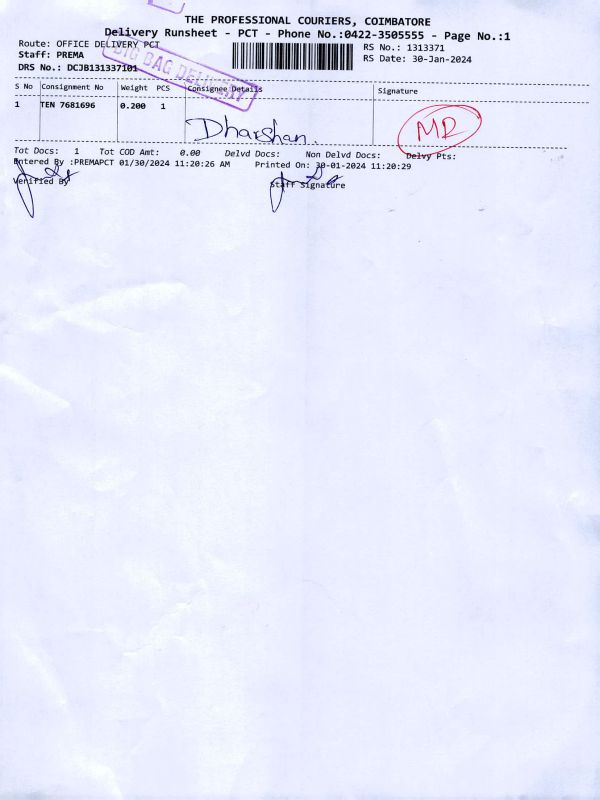 THE PROFESSIONAL COURIERS, COIMBATORE
Delivery Runsheet - PCT - Phone No.:0422-3505555 - Page No.:1
Route: OFFICE DELIVERY PCT
RS No.: 1313371
Staff: PREMA
RS Date: 30-Jan-2024
DRS No.: DCJB131337101
BIG BAG DELIVERY
S No Consignment No Weight PCS Consignee Details Signature
1 TEN 7681696 0.200 1
Dharshan.
MR
Tot Docs: 1 Tot COD Amt: 0.00 Delvd Docs: Non Delvd Docs: Delvy Pts:
Entered By :PREMAPCT 01/30/2024 11:20:26 AM Printed On: 30-01-2024 11:20:29
Verified By
Staff Signature